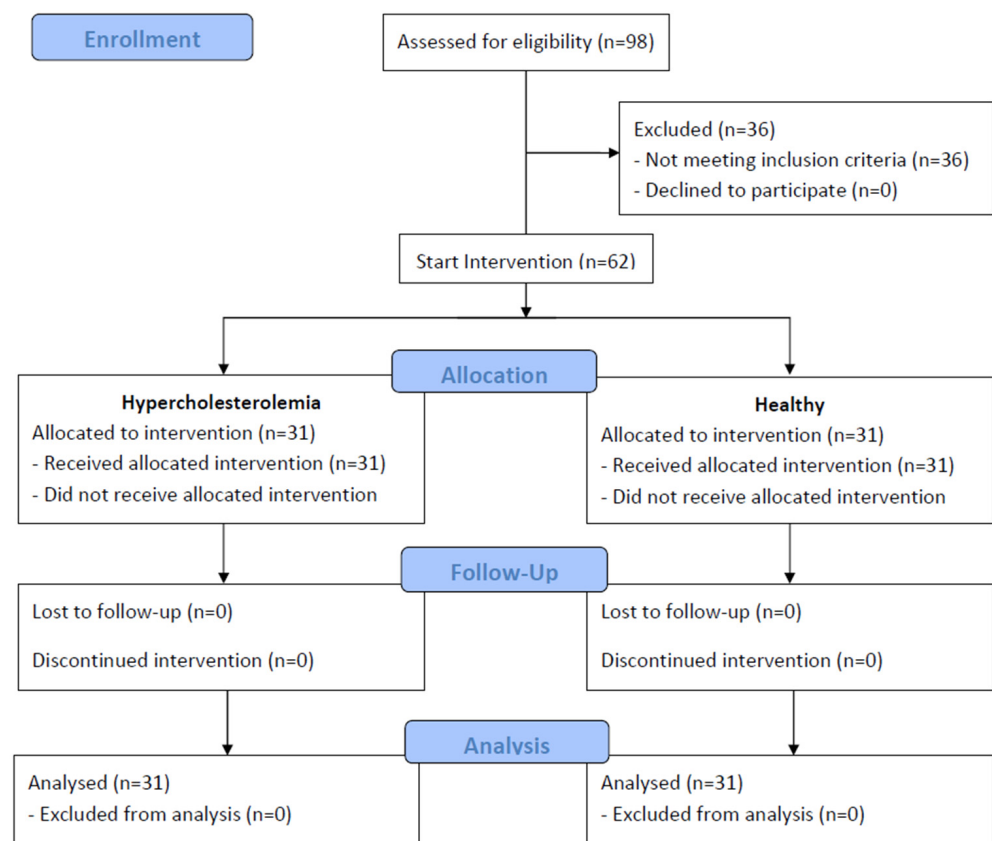 Enrollment
Assessed for eligibility (n=98)
Excluded (n=36)
- Not meeting inclusion criteria (n=36)
- Declined to participate (n=0)
Start Intervention (n=62)
Allocation
Hypercholesterolemia
Allocated to intervention (n=31)
- Received allocated intervention (n=31)
- Did not receive allocated intervention
Healthy
Allocated to intervention (n=31)
- Received allocated intervention (n=31)
- Did not receive allocated intervention
Follow-Up
Lost to follow-up (n=0)
Discontinued intervention (n=0)
Lost to follow-up (n=0)
Discontinued intervention (n=0)
Analysis
Analysed (n=31)
- Excluded from analysis (n=0)
Analysed (n=31)
- Excluded from analysis (n=0)